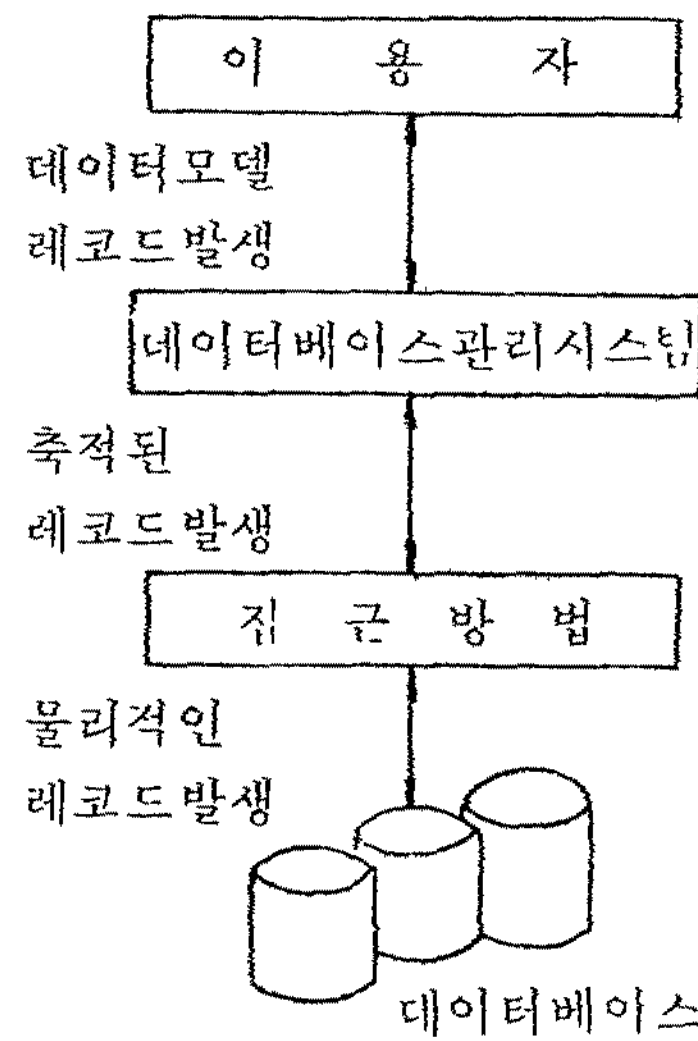 이 용 자
데이터모델
레코드발생
데이터베이스관리시스팀
축적된
레코드발생
접 근 방 법
물리적인
레코드발생
데이터베이스